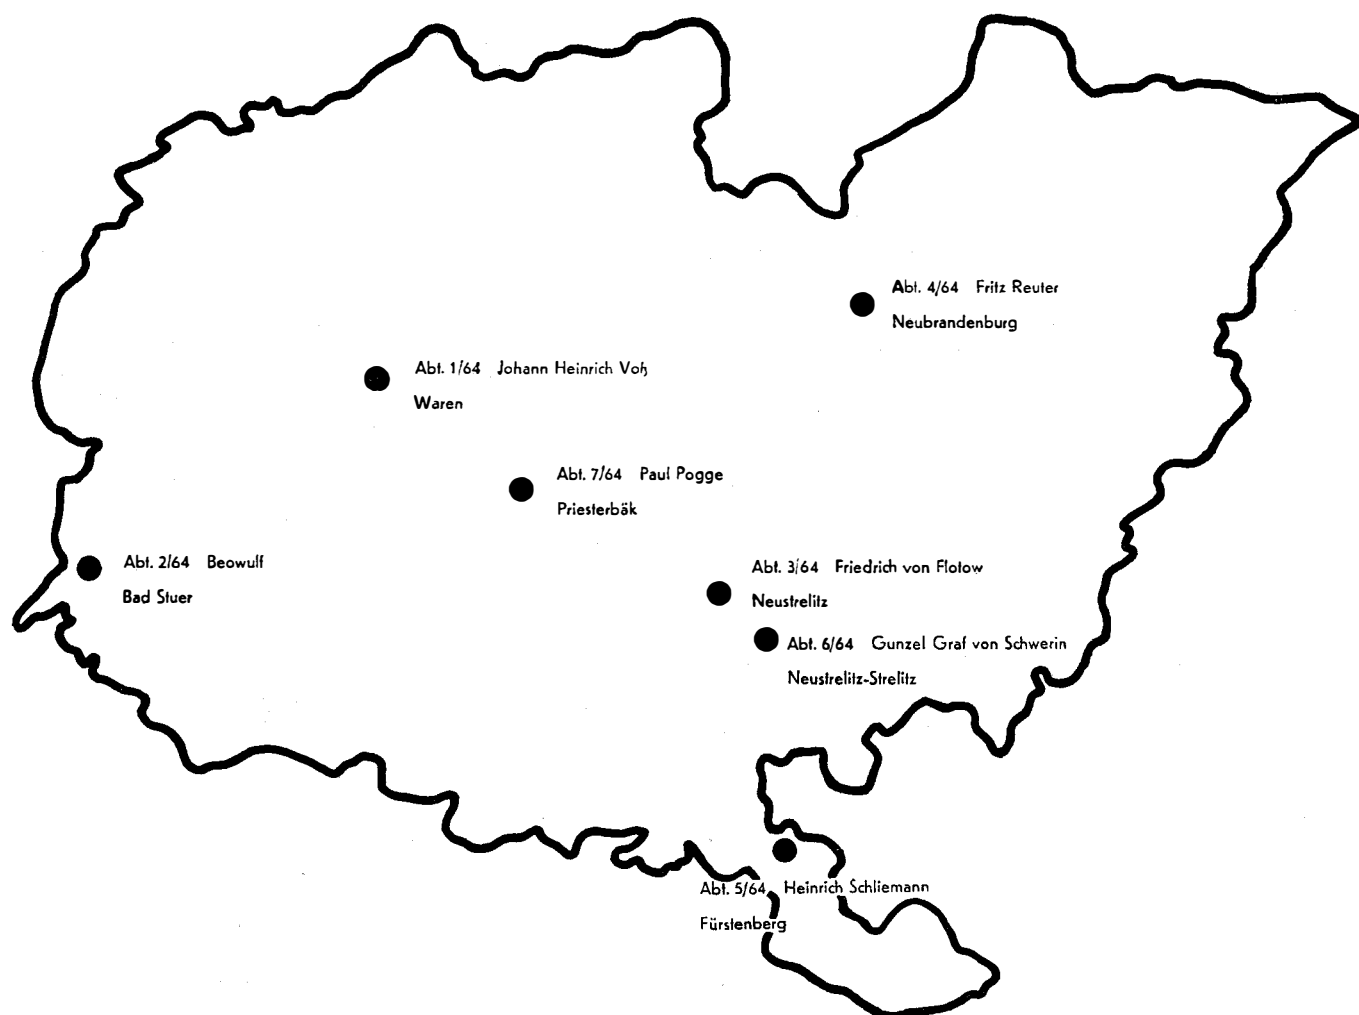 Abt. 4/64 Fritz Reuter
Neubrandenburg
Abt. 1/64 Johann Heinrich Voß
Waren
Abt. 7/64 Paul Pogge
Priesterbäk
Abt. 2/64 Beowulf
Bad Stuer
Abt. 3/64 Friedrich von Flotow
Neustrelitz
Abt. 6/64 Gunzel Graf von Schwerin
Neustrelitz-Strelitz
Abt. 5/64 Heinrich Schliemann
Fürstenberg